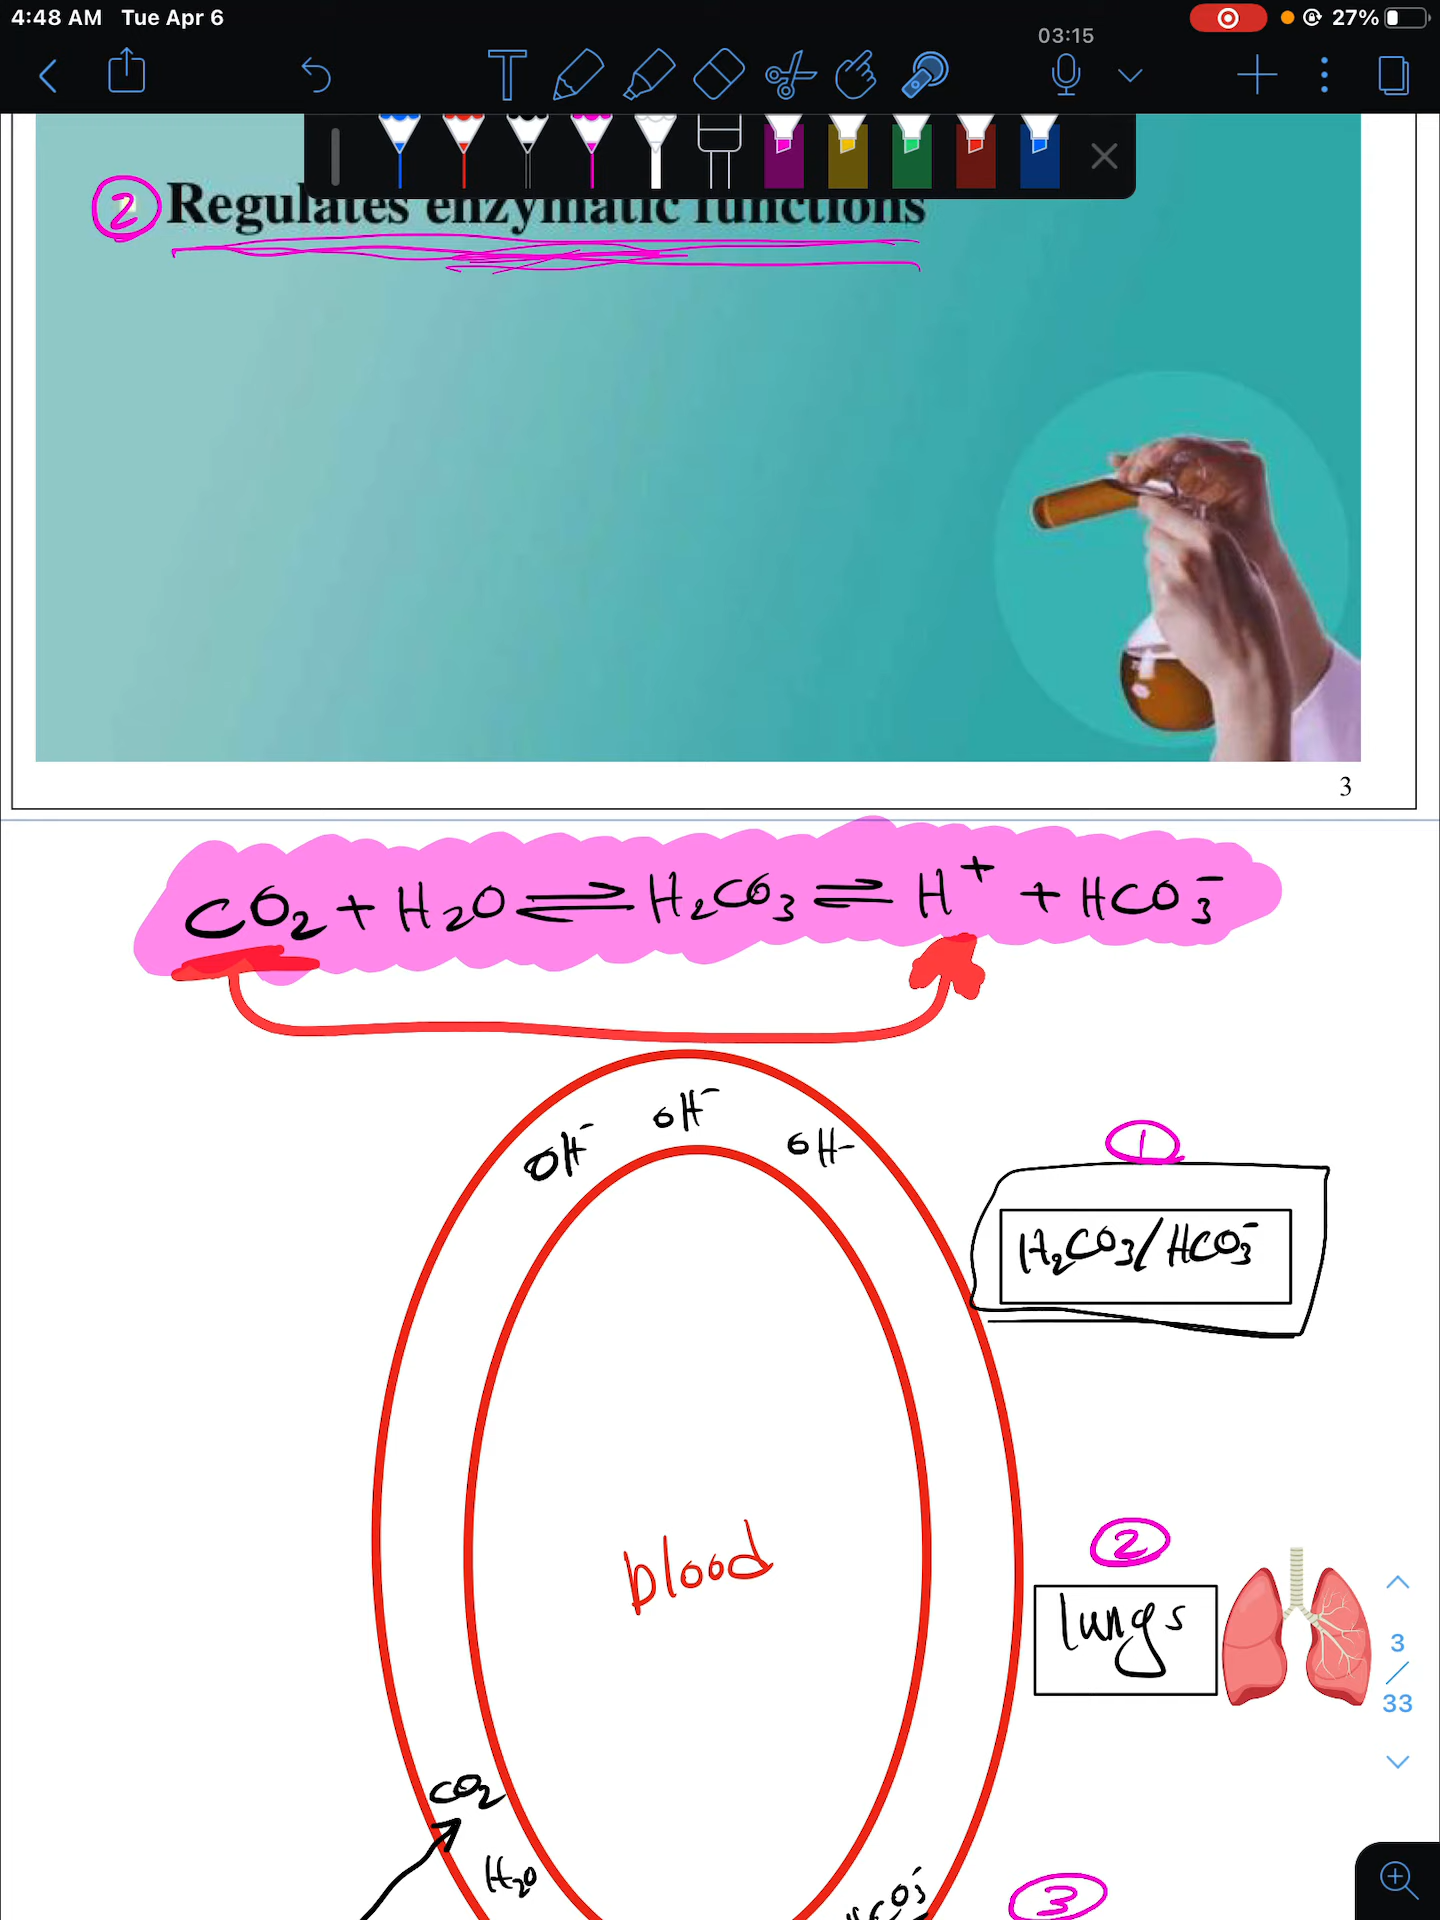 4:48 AM Tue Apr 6
27%
03:15
2 Regulates enzymatic functions
3
CO₂ + H₂O ⇌ H₂CO₃ ⇌ H⁺ + HCO₃⁻
OH⁻ OH⁻ OH⁻
1
H₂CO₃/HCO₃⁻
blood
2
lungs
3
/
33
CO₂
H₂O
3